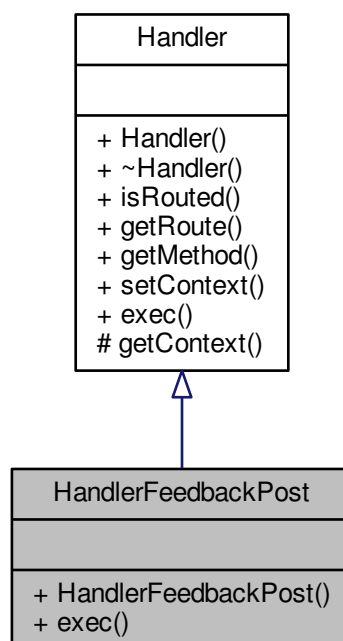 Handler
+ Handler()
+ ~Handler()
+ isRouted()
+ getRoute()
+ getMethod()
+ setContext()
+ exec()
# getContext()
HandlerFeedbackPost
+ HandlerFeedbackPost()
+ exec()